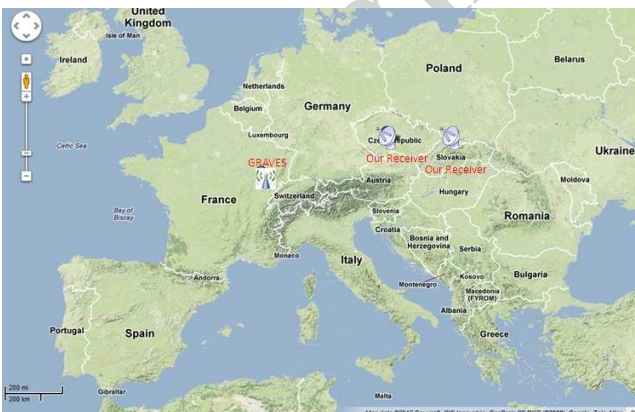 United
Kingdom
Isle of Man
Ireland
Belarus
Poland
Netherlands
Germany
Belgium
Luxembourg
Celtic Sea
Ukraine
Slovakia
Our Receiver
Our Receiver
GRAVES
Austria
Moldova
Switzerland
Hungary
France
Slovenia
Romania
Croatia
Bay of
Biscay
Bosnia and
Herzegovina
Serbia
Monaco
Italy
Andorra
Montenegro
Kosovo
Bulgaria
Macedonia
(FYROM)
Albania
Portugal
Spain
Greece
200 mi
200 km
Gibraltar
Malta